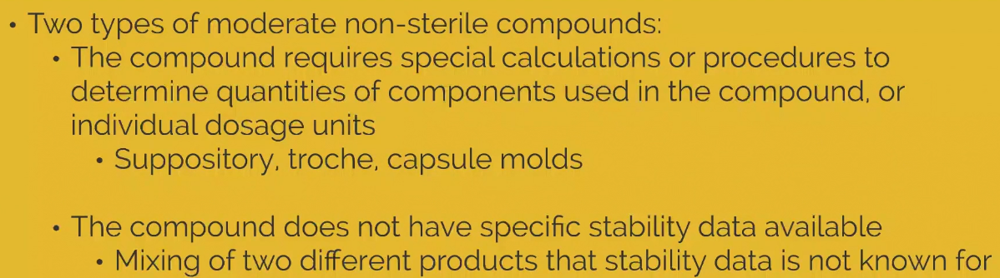 • Two types of moderate non-sterile compounds:
• The compound requires special calculations or procedures to
determine quantities of components used in the compound, or
individual dosage units
• Suppository, troche, capsule molds
• The compound does not have specific stability data available
• Mixing of two different products that stability data is not known for